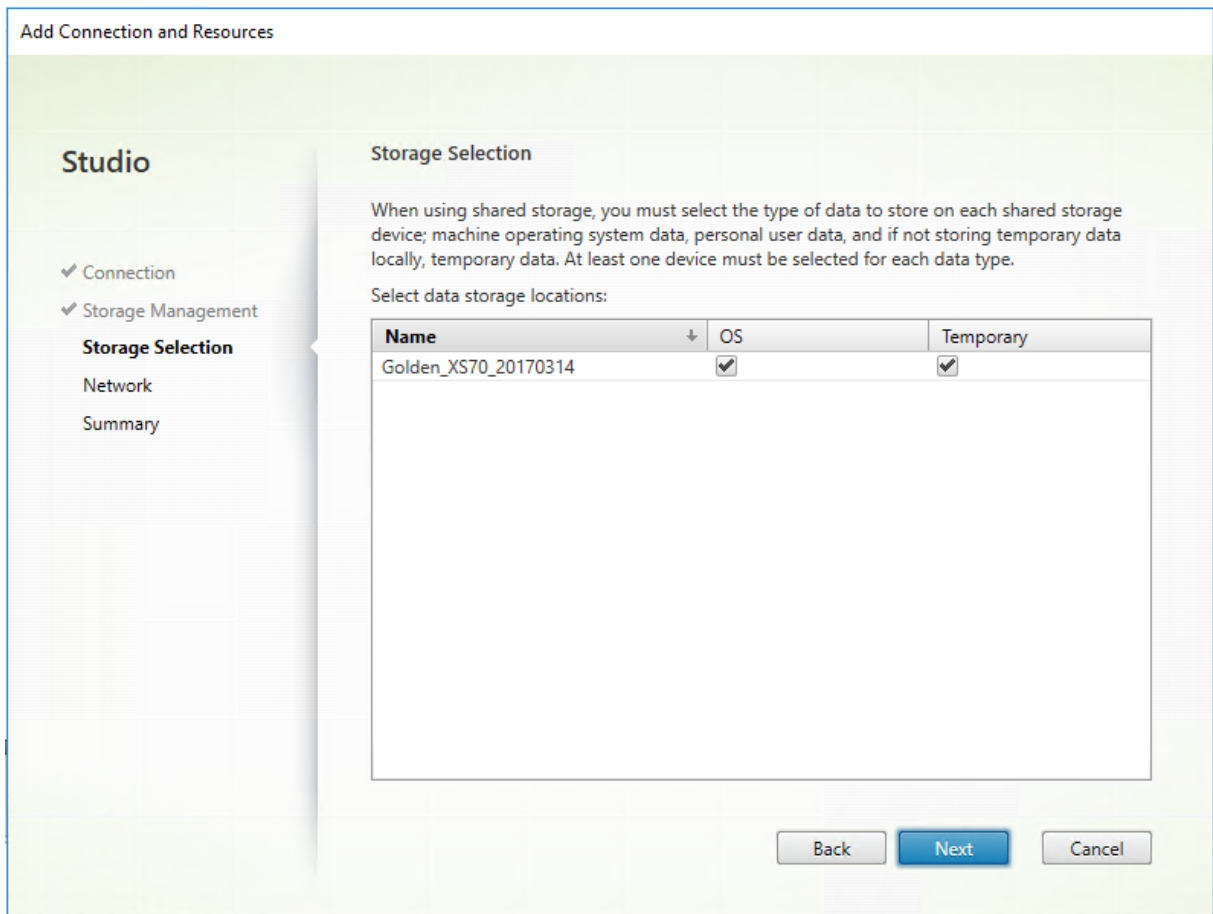 Add Connection and Resources
Studio
Connection
Storage Management
Storage Selection
Network
Summary
Storage Selection
When using shared storage, you must select the type of data to store on each shared storage
device; machine operating system data, personal user data, and if not storing temporary data
locally, temporary data. At least one device must be selected for each data type.
Select data storage locations:
Name OS Temporary
Golden_XS70_20170314
Back Next Cancel